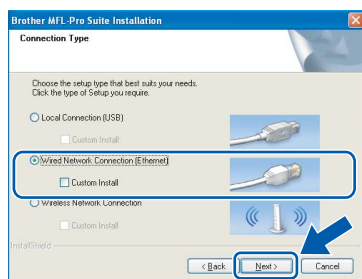 Brother MFL-Pro Suite Installation
Connection Type
Choose the setup type that best suits your needs.
Click the type of Setup you require.
Local Connection (USB)
Custom Install
Wired Network Connection (Ethernet)
Custom Install
Wireless Network Connection
Custom Install
InstallShield
< Back
Next >
Cancel